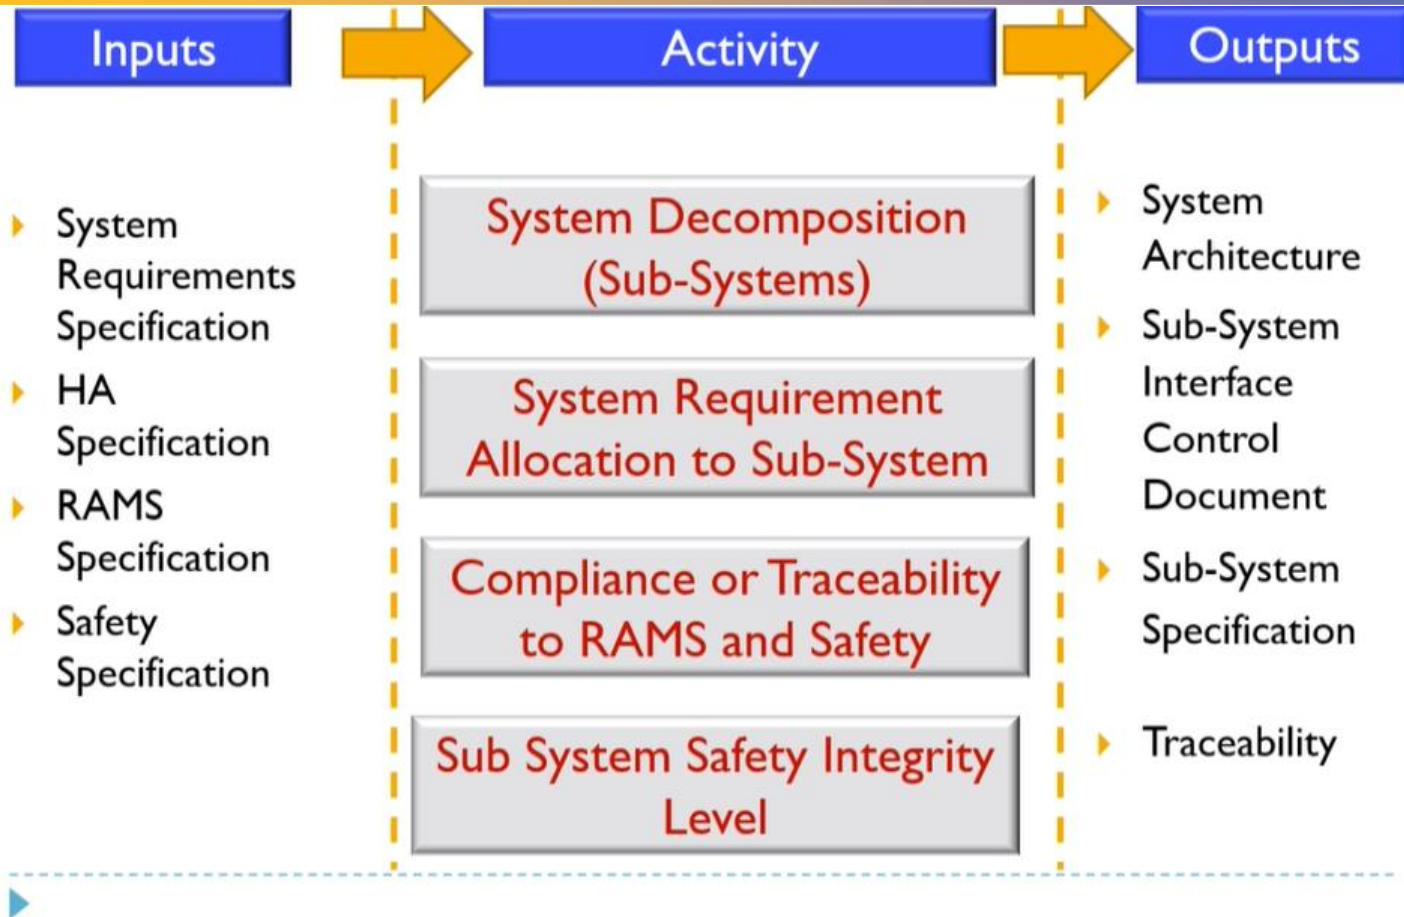 Inputs
Activity
Outputs
System
Requirements
Specification
HA
Specification
RAMS
Specification
Safety
Specification
System Decomposition
(Sub-Systems)
System Requirement
Allocation to Sub-System
Compliance or Traceability
to RAMS and Safety
Sub System Safety Integrity
Level
System
Architecture
Sub-System
Interface
Control
Document
Sub-System
Specification
Traceability